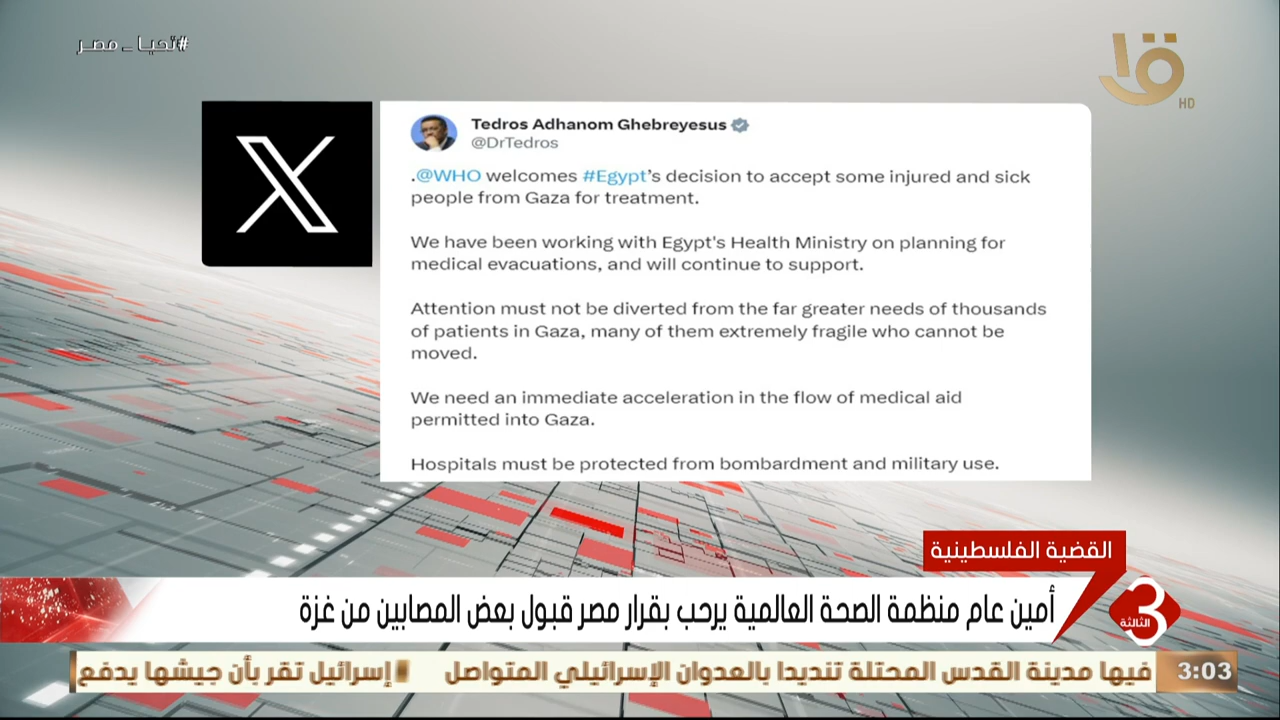 #تحيا_مصر
HD
Tedros Adhanom Ghebreyesus
@DrTedros
.@WHO welcomes #Egypt's decision to accept some injured and sick
people from Gaza for treatment.
We have been working with Egypt's Health Ministry on planning for
medical evacuations, and will continue to support.
Attention must not be diverted from the far greater needs of thousands
of patients in Gaza, many of them extremely fragile who cannot be
moved.
We need an immediate acceleration in the flow of medical aid
permitted into Gaza.
Hospitals must be protected from bombardment and military use.
القضية الفلسطينية
أمين عام منظمة الصحة العالمية يرحب بقرار مصر قبول بعض المصابين من غزة
3
الثالثة
3:03
فيها مدينة القدس المحتلة تنديدا بالعدوان الإسرائيلي المتواصل
إسرائيل تقر بأن جيشها يدفع